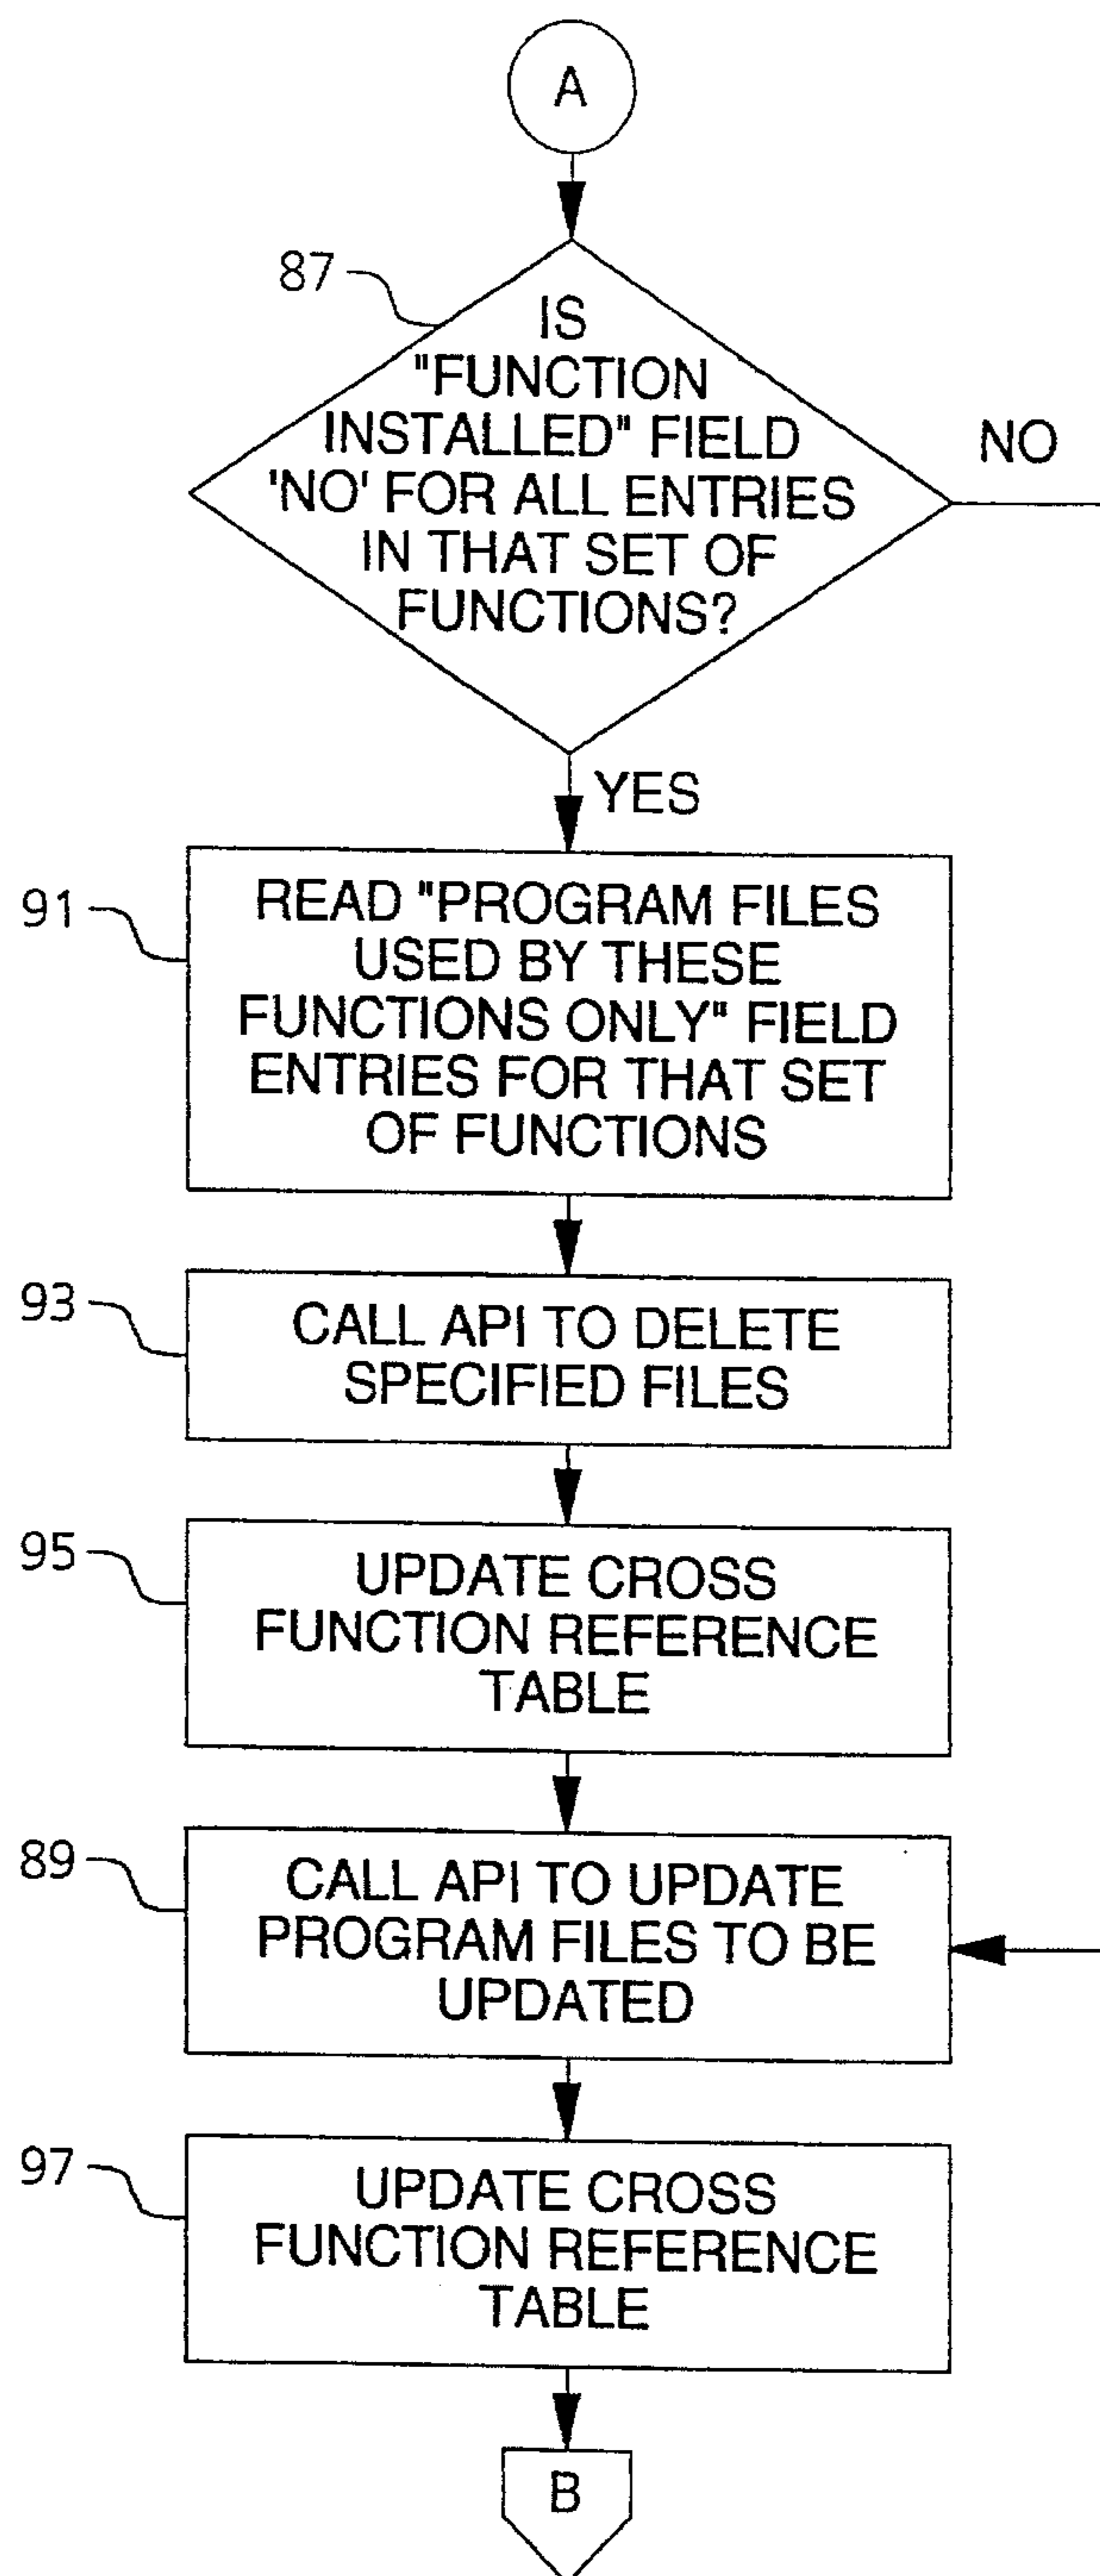 A
87
IS
"FUNCTION
INSTALLED" FIELD
'NO' FOR ALL ENTRIES
IN THAT SET OF
FUNCTIONS?
NO
YES
91
READ "PROGRAM FILES
USED BY THESE
FUNCTIONS ONLY" FIELD
ENTRIES FOR THAT SET
OF FUNCTIONS
93
CALL API TO DELETE
SPECIFIED FILES
95
UPDATE CROSS
FUNCTION REFERENCE
TABLE
89
CALL API TO UPDATE
PROGRAM FILES TO BE
UPDATED
97
UPDATE CROSS
FUNCTION REFERENCE
TABLE
B